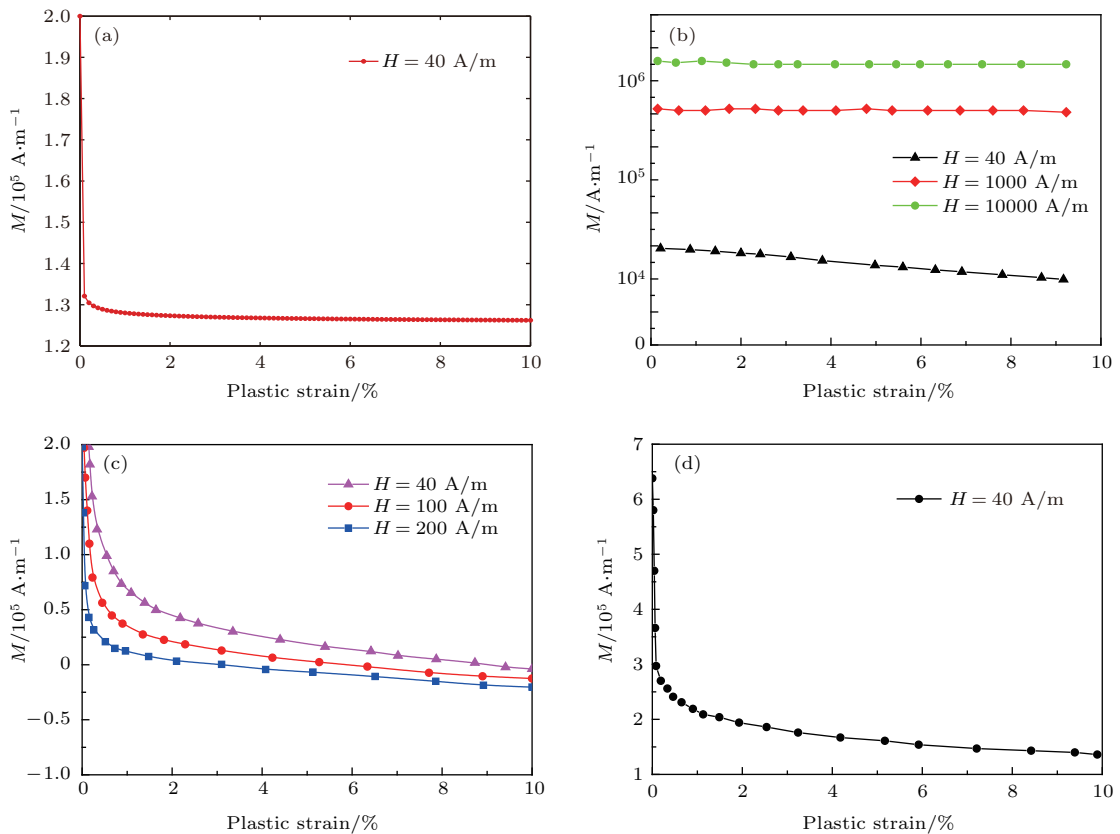 (a)
H = 40 A/m
2.0
1.9
1.8
1.7
1.6
1.5
1.4
1.3
1.2
M/10⁵ A·m⁻¹
0 2 4 6 8 10
Plastic strain/%
(b)
10⁶
10⁵
10⁴
0
M/A·m⁻¹
H = 40 A/m
H = 1000 A/m
H = 10000 A/m
0 2 4 6 8 10
Plastic strain/%
(c)
H = 40 A/m
H = 100 A/m
H = 200 A/m
2.0
1.5
1.0
0.5
0
−0.5
−1.0
M/10⁵ A·m⁻¹
0 2 4 6 8 10
Plastic strain/%
(d)
H = 40 A/m
7
6
5
4
3
2
1
M/10⁵ A·m⁻¹
0 2 4 6 8 10
Plastic strain/%